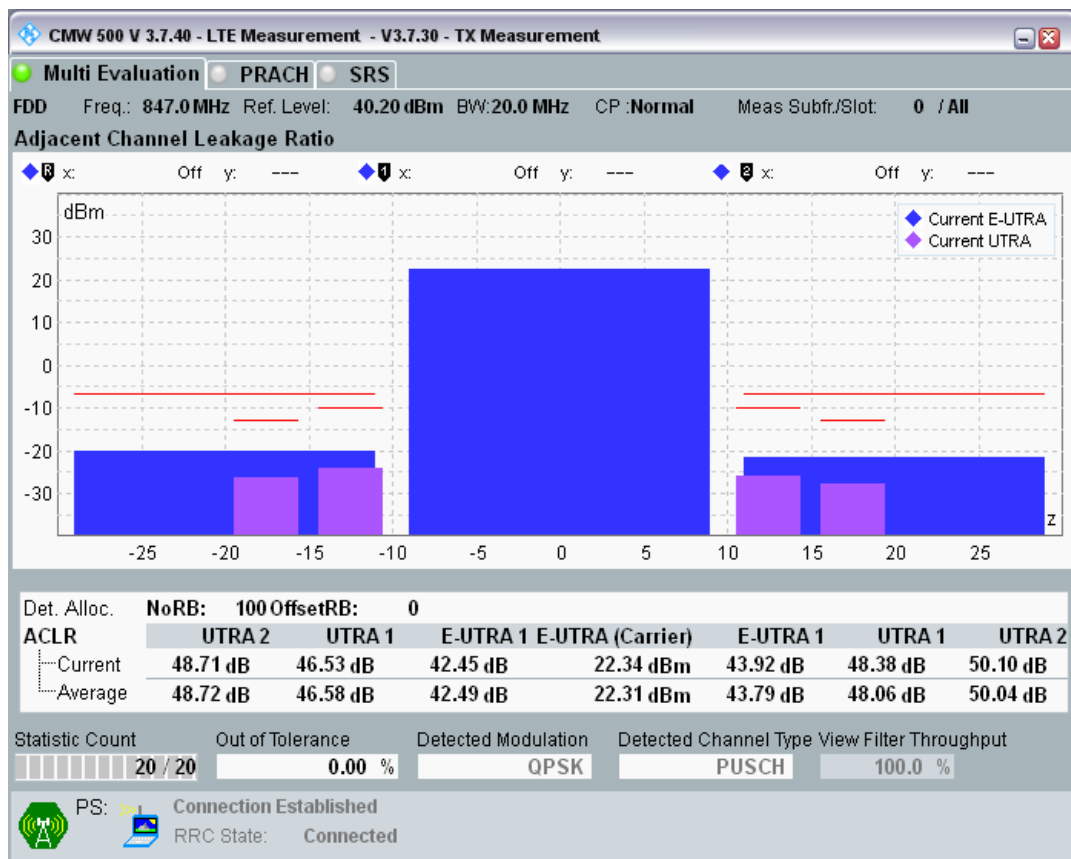 CMW 500 V 3.7.40 - LTE Measurement - V3.7.30 - TX Measurement
Multi Evaluation PRACH SRS
FDD Freq.: 847.0 MHz Ref. Level: 40.20 dBm BW:20.0 MHz CP :Normal Meas Subfr./Slot: 0 / All
Adjacent Channel Leakage Ratio
R x: Off y: --- 1 x: Off y: --- 2 x: Off y: ---
dBm
Current E-UTRA
Current UTRA
30
20
10
0
-10
-20
-30
z
-25 -20 -15 -10 -5 0 5 10 15 20 25
Det. Alloc. NoRB: 100 OffsetRB: 0
ACLR UTRA 2 UTRA 1 E-UTRA 1 E-UTRA (Carrier) E-UTRA 1 UTRA 1 UTRA 2
Current 48.71 dB 46.53 dB 42.45 dB 22.34 dBm 43.92 dB 48.38 dB 50.10 dB
Average 48.72 dB 46.58 dB 42.49 dB 22.31 dBm 43.79 dB 48.06 dB 50.04 dB
Statistic Count Out of Tolerance Detected Modulation Detected Channel Type View Filter Throughput
20 / 20 0.00 % QPSK PUSCH 100.0 %
PS: Connection Established
RRC State: Connected